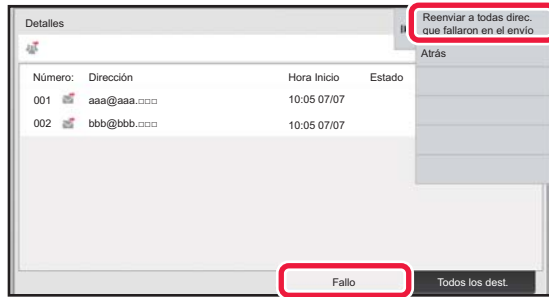 Detalles
Reenviar a todas direc.
que fallaron en el envío
Atrás
Número: Dirección Hora Inicio Estado
001 aaa@aaa.□□□ 10:05 07/07
002 bbb@bbb.□□□ 10:05 07/07
Fallo Todos los dest.